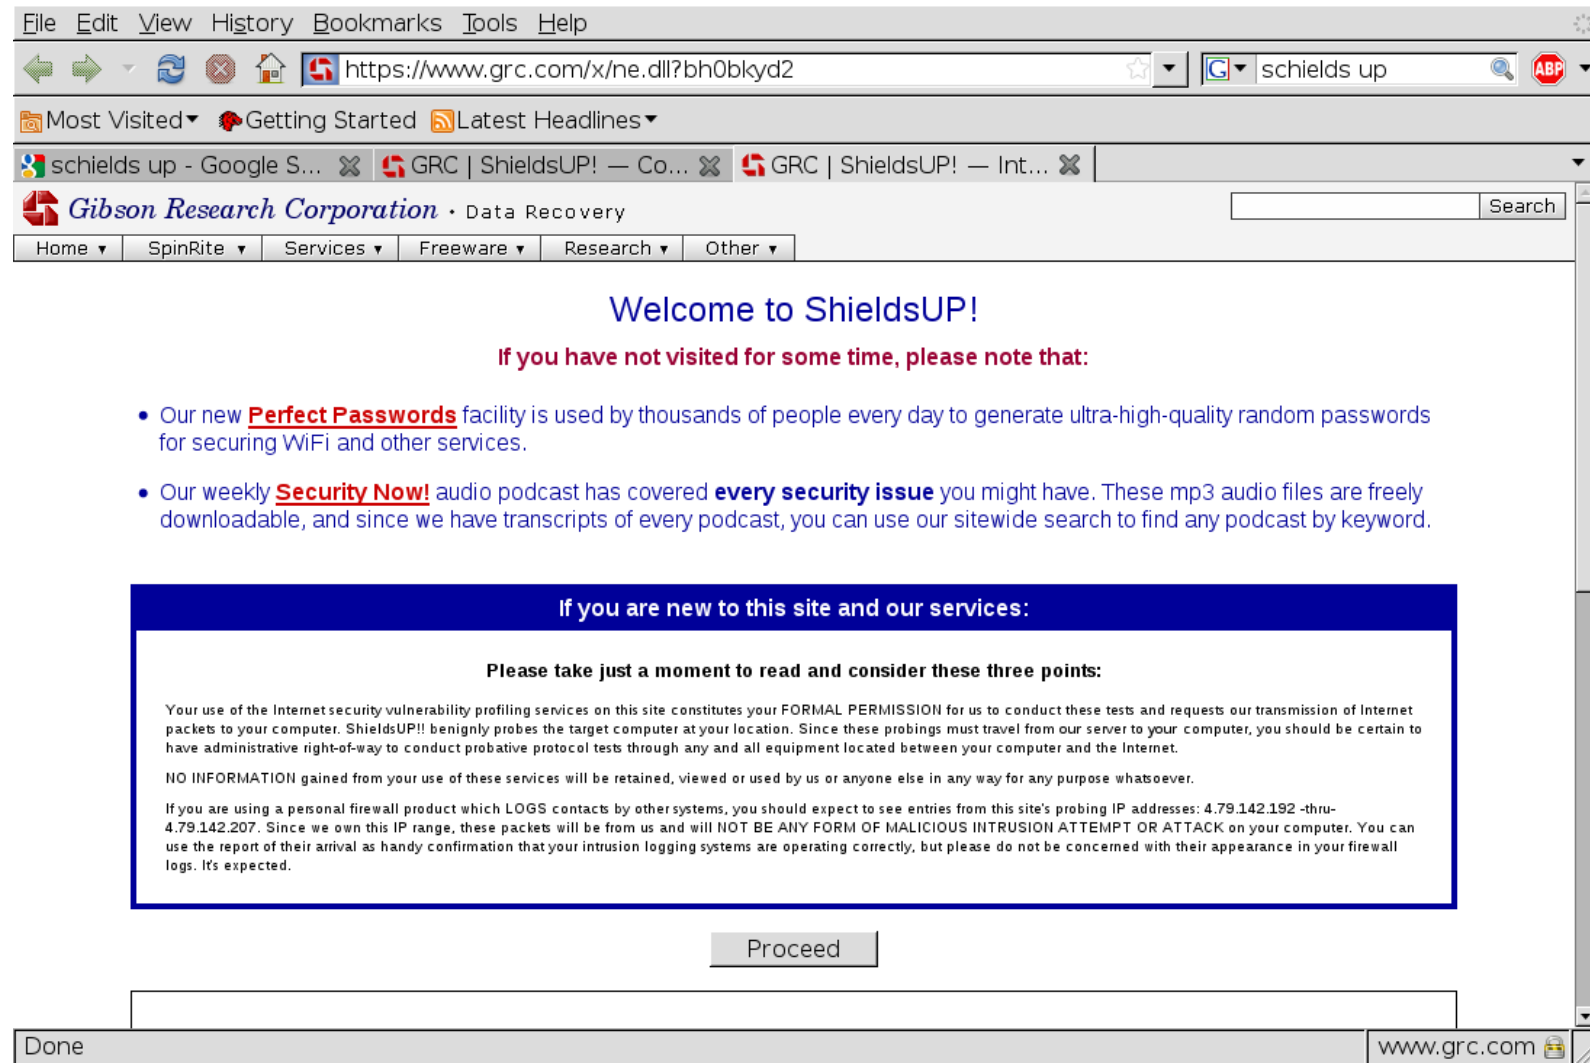 File Edit View History Bookmarks Tools Help
https://www.grc.com/x/ne.dll?bh0bkyd2
G schields up ABP
Most Visited Getting Started Latest Headlines
schields up - Google S... GRC | ShieldsUP! — Co... GRC | ShieldsUP! — Int...
Gibson Research Corporation · Data Recovery Search
Home SpinRite Services Freeware Research Other
Welcome to ShieldsUP!
If you have not visited for some time, please note that:
• Our new Perfect Passwords facility is used by thousands of people every day to generate ultra-high-quality random passwords
for securing WiFi and other services.
• Our weekly Security Now! audio podcast has covered every security issue you might have. These mp3 audio files are freely
downloadable, and since we have transcripts of every podcast, you can use our sitewide search to find any podcast by keyword.
If you are new to this site and our services:
Please take just a moment to read and consider these three points:
Your use of the Internet security vulnerability profiling services on this site constitutes your FORMAL PERMISSION for us to conduct these tests and requests our transmission of Internet
packets to your computer. ShieldsUP!! benignly probes the target computer at your location. Since these probings must travel from our server to your computer, you should be certain to
have administrative right-of-way to conduct probative protocol tests through any and all equipment located between your computer and the Internet.
NO INFORMATION gained from your use of these services will be retained, viewed or used by us or anyone else in any way for any purpose whatsoever.
If you are using a personal firewall product which LOGS contacts by other systems, you should expect to see entries from this site's probing IP addresses: 4.79.142.192 -thru-
4.79.142.207. Since we own this IP range, these packets will be from us and will NOT BE ANY FORM OF MALICIOUS INTRUSION ATTEMPT OR ATTACK on your computer. You can
use the report of their arrival as handy confirmation that your intrusion logging systems are operating correctly, but please do not be concerned with their appearance in your firewall
logs. It's expected.
Proceed
Done www.grc.com